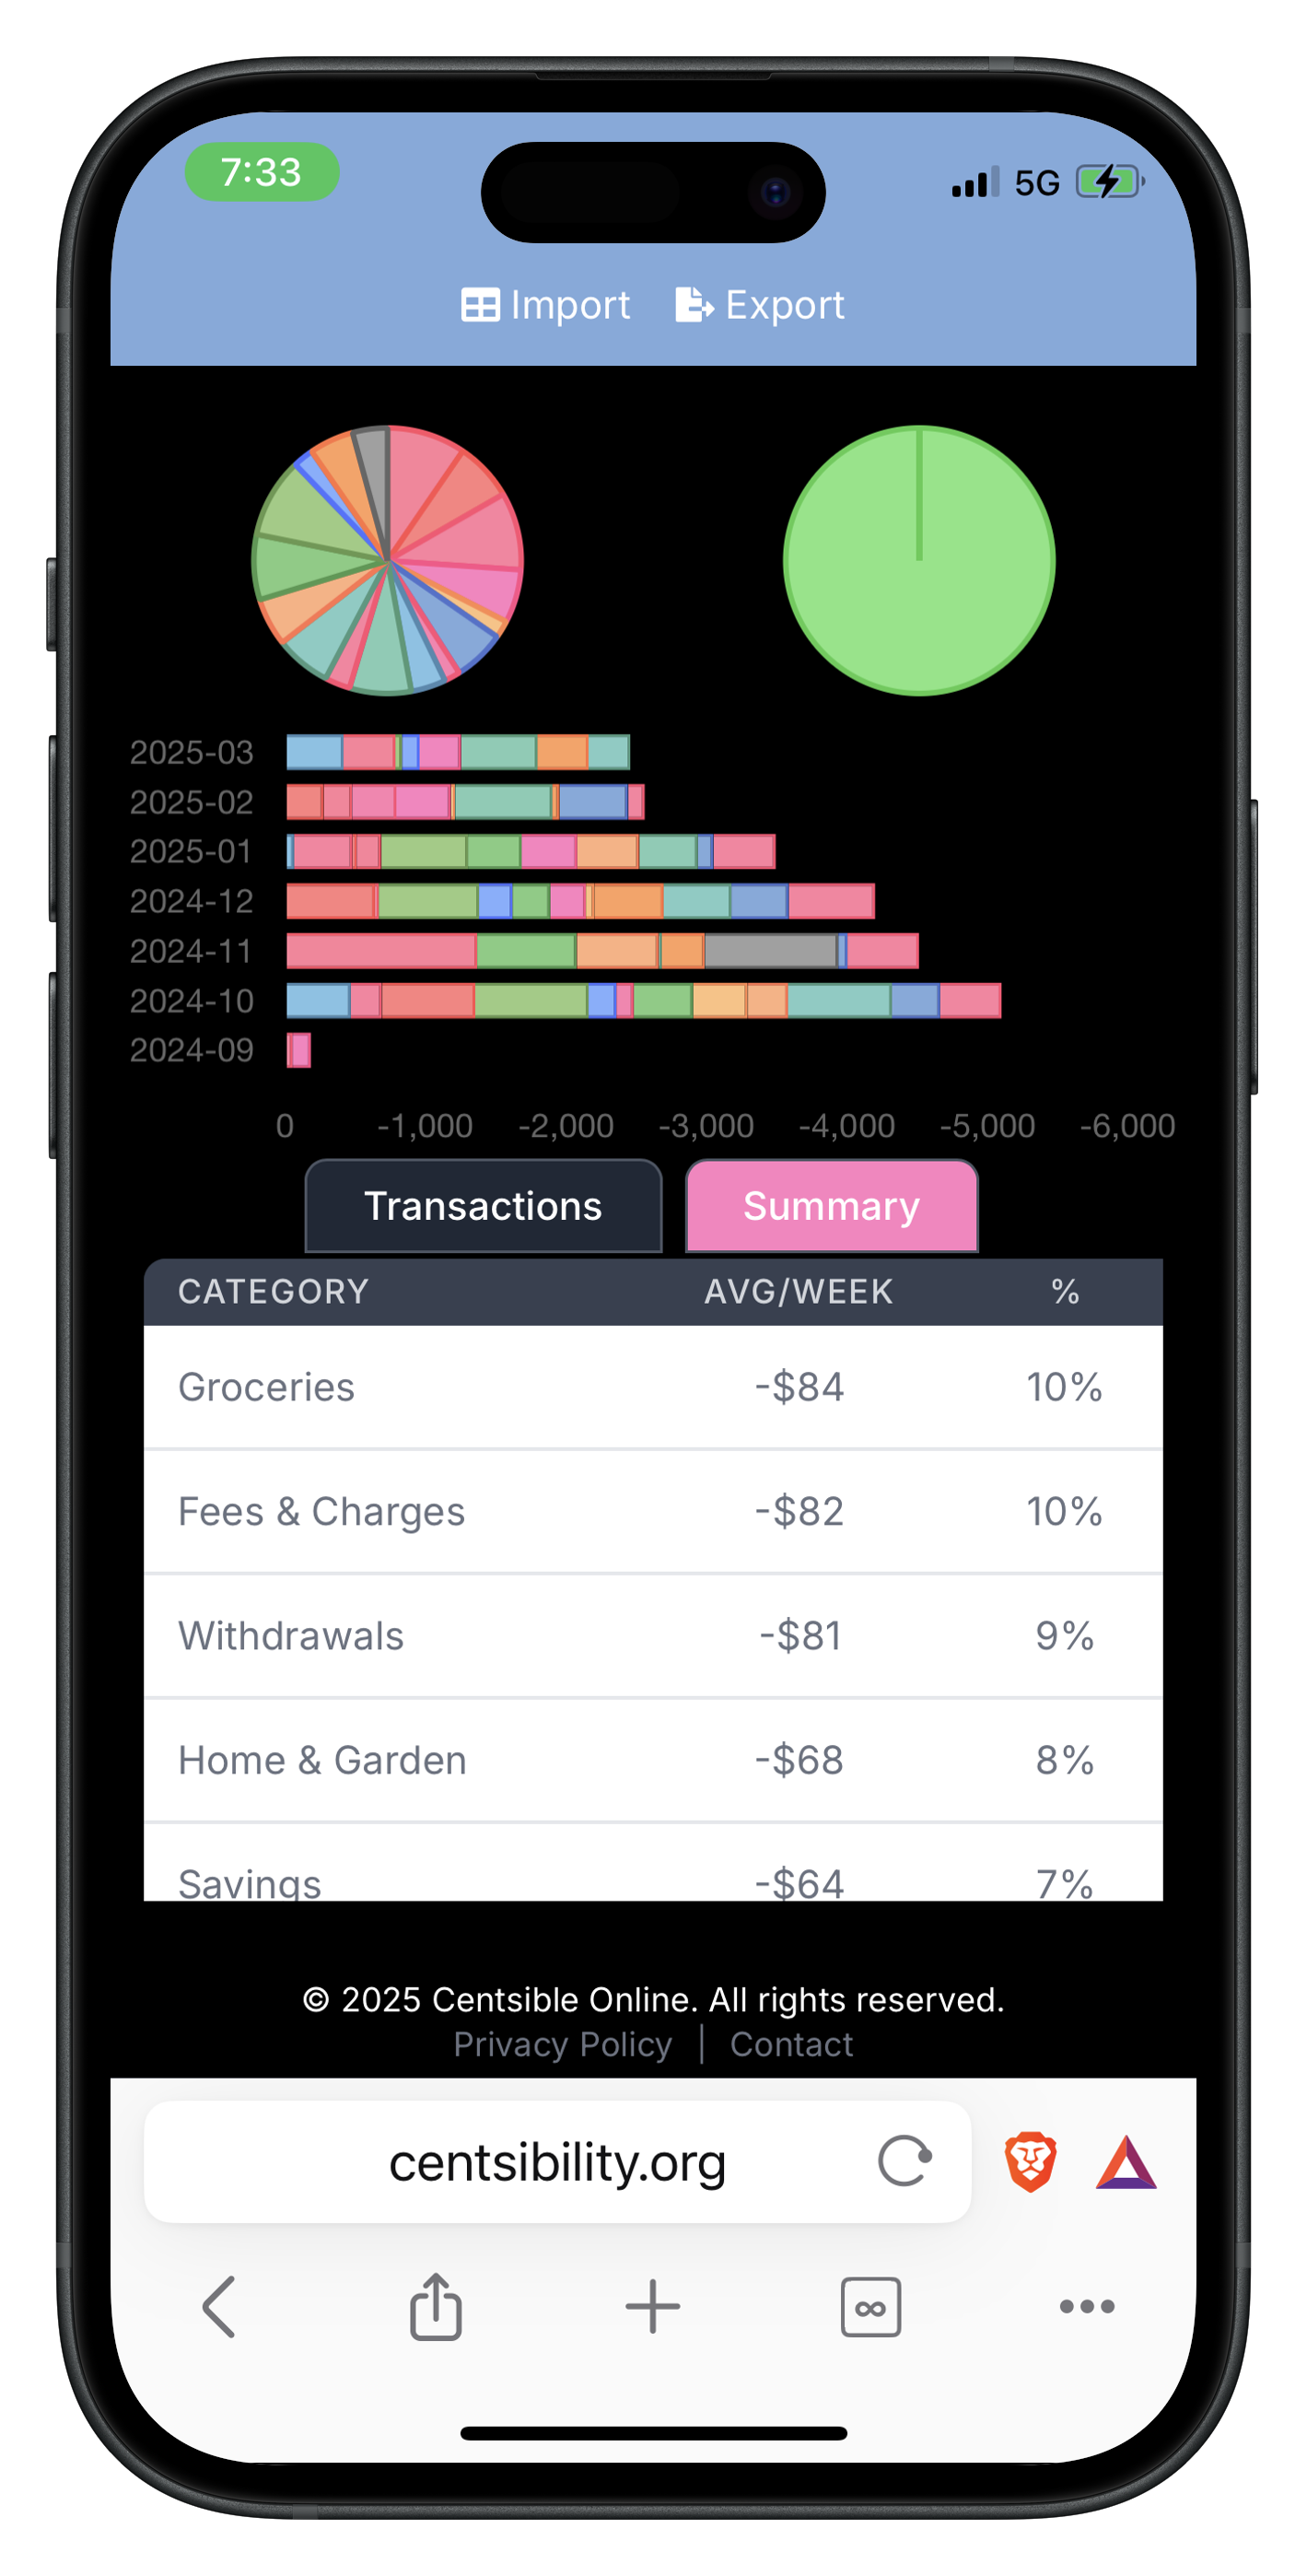 7:33
5G
Import Export
2025-03
2025-02
2025-01
2024-12
2024-11
2024-10
2024-09
0 -1,000 -2,000 -3,000 -4,000 -5,000 -6,000
Transactions Summary
CATEGORY AVG/WEEK %
Groceries -$84 10%
Fees & Charges -$82 10%
Withdrawals -$81 9%
Home & Garden -$68 8%
Savings -$64 7%
© 2025 Centsible Online. All rights reserved.
Privacy Policy | Contact
centsibility.org